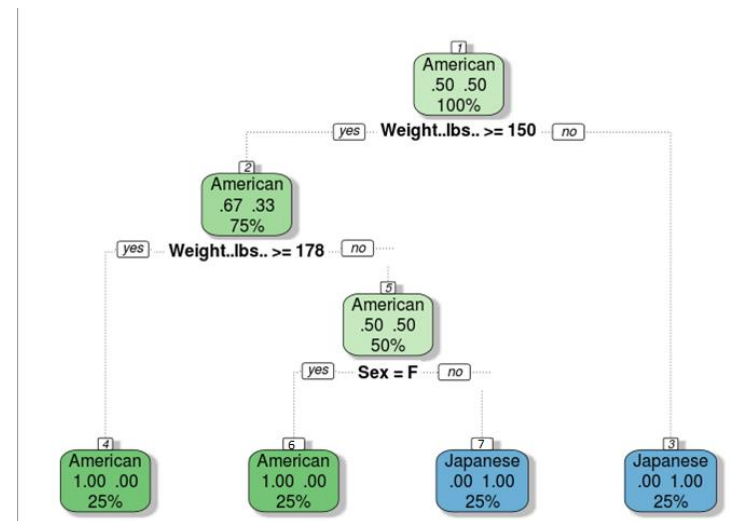 1
American
.50 .50
100%
yes Weight..lbs.. >= 150 no
2
American
.67 .33
75%
yes Weight..lbs.. >= 178 no
5
American
.50 .50
50%
yes Sex = F no
4
American
1.00 .00
25%
6
American
1.00 .00
25%
7
Japanese
.00 1.00
25%
3
Japanese
.00 1.00
25%